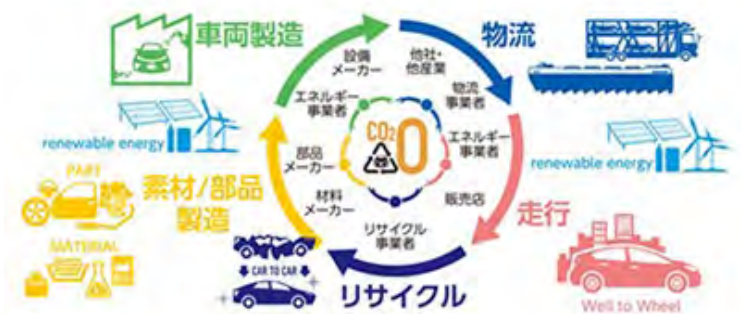 車両製造
設備
メーカー
他社・
他産業
物流
エネルギー
事業者
物流
事業者
CO2
0
renewable energy
エネルギー
事業者
renewable energy
PART
部品
メーカー
素材/部品
製造
材料
メーカー
販売店
走行
リサイクル
事業者
MATERIAL
CAR TO CAR
リサイクル
Well to Wheel